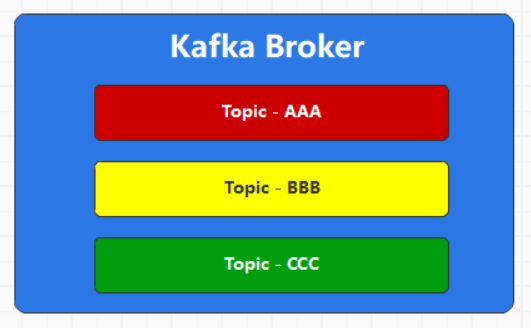 Kafka Broker
Topic - AAA
Topic - BBB
Topic - CCC